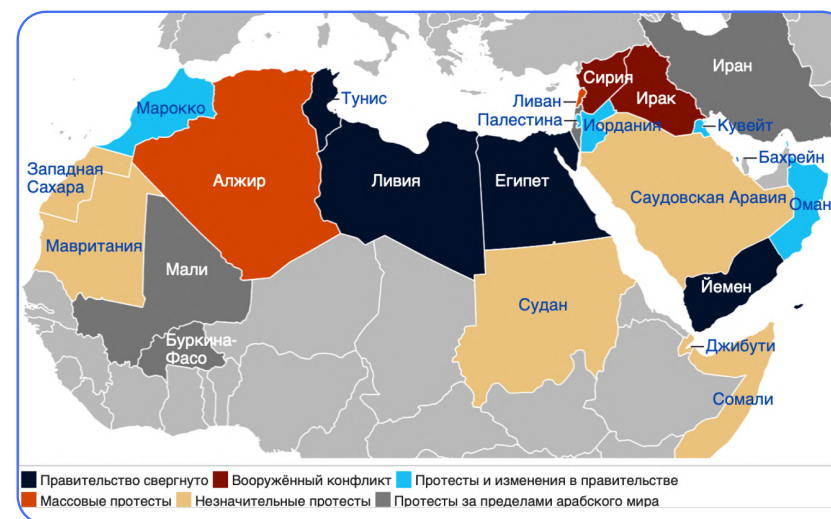 Иран
Сирия
Марокко
Тунис
Ливан
Ирак
Палестина
Иордания
Кувейт
Бахрейн
Западная
Сахара
Алжир
Ливия
Египет
Саудовская Аравия
Оман
Мавритания
Мали
Йемен
Судан
Буркина-
Фасо
Джибути
Сомали
Правительство свергнуто Вооружённый конфликт Протесты и изменения в правительстве
Массовые протесты Незначительные протесты Протесты за пределами арабского мира